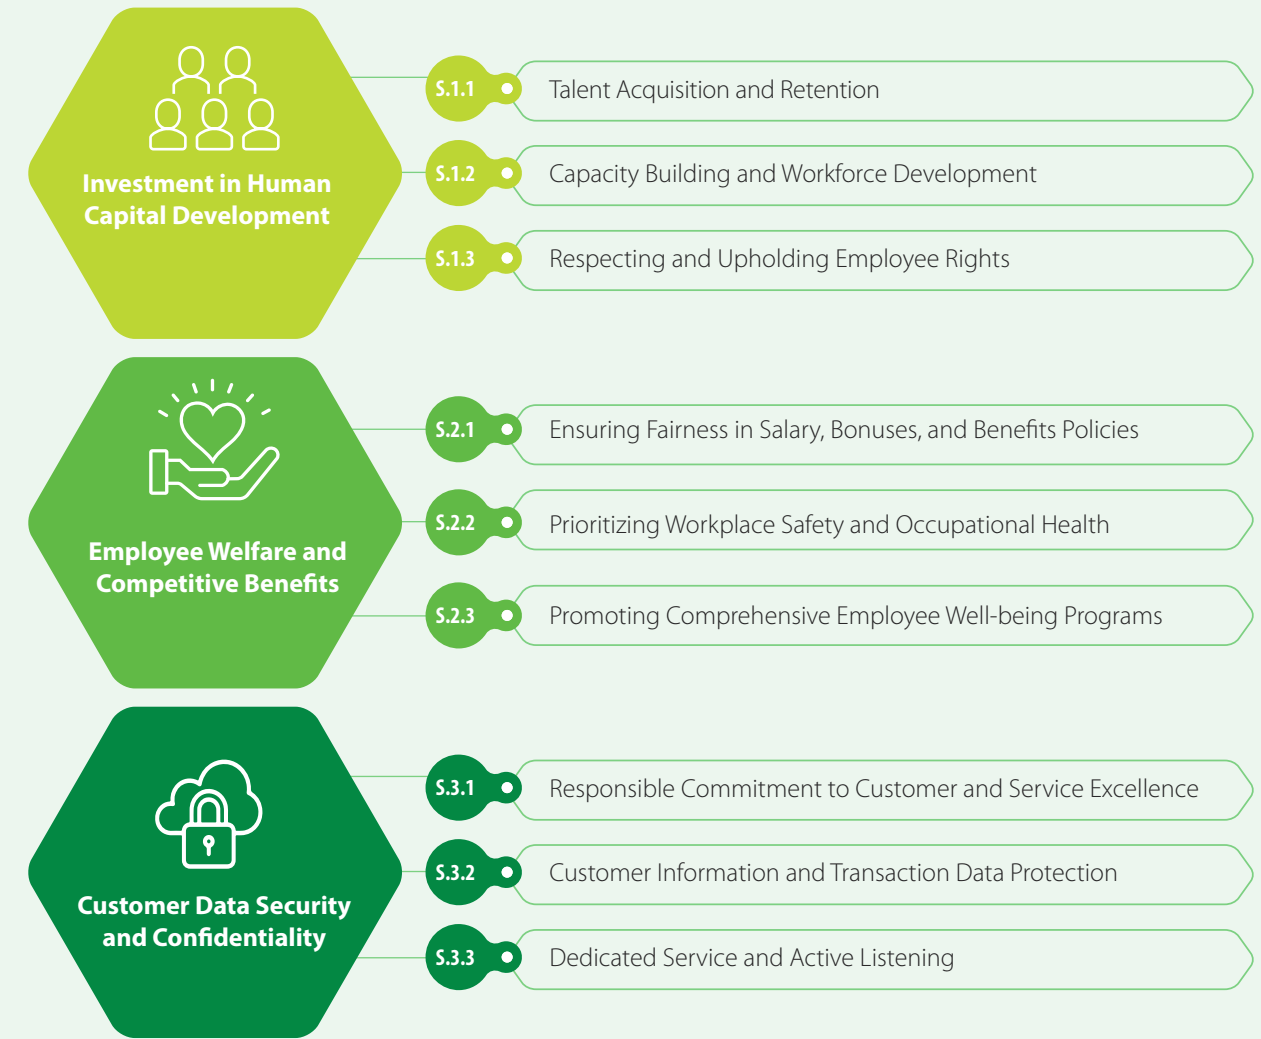 Investment in Human
Capital Development
S.1.1 Talent Acquisition and Retention
S.1.2 Capacity Building and Workforce Development
S.1.3 Respecting and Upholding Employee Rights
Employee Welfare and
Competitive Benefits
S.2.1 Ensuring Fairness in Salary, Bonuses, and Benefits Policies
S.2.2 Prioritizing Workplace Safety and Occupational Health
S.2.3 Promoting Comprehensive Employee Well-being Programs
Customer Data Security
and Confidentiality
S.3.1 Responsible Commitment to Customer and Service Excellence
S.3.2 Customer Information and Transaction Data Protection
S.3.3 Dedicated Service and Active Listening